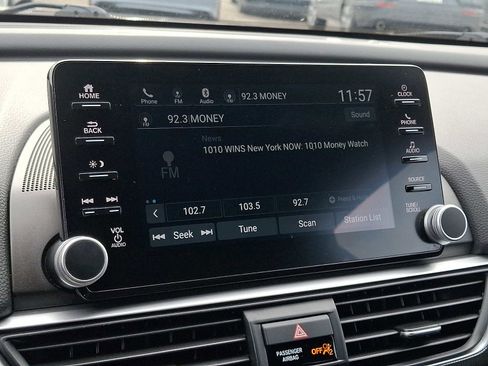 HOME
BACK
VOL
AUDIO
Phone FM Audio 92.3 MONEY 11:57
FM 92.3 MONEY Sound
News
1010 WINS New York NOW: 1010 Money Watch
FM
102.7 103.5 92.7
Seek Tune Scan Station List
CLOCK
PHONE
AUDIO
SOURCE
TUNE/
SCROLL
PASSENGER
AIRBAG
OFF 2